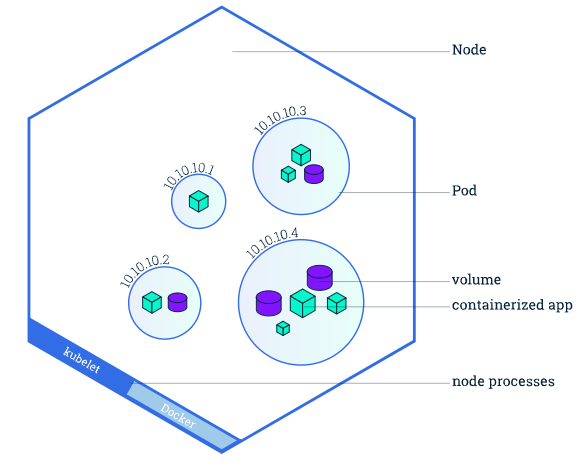 Node
10.10.10.3
10.10.10.1
Pod
10.10.10.4
10.10.10.2
volume
containerized app
kubelet
node processes
Docker